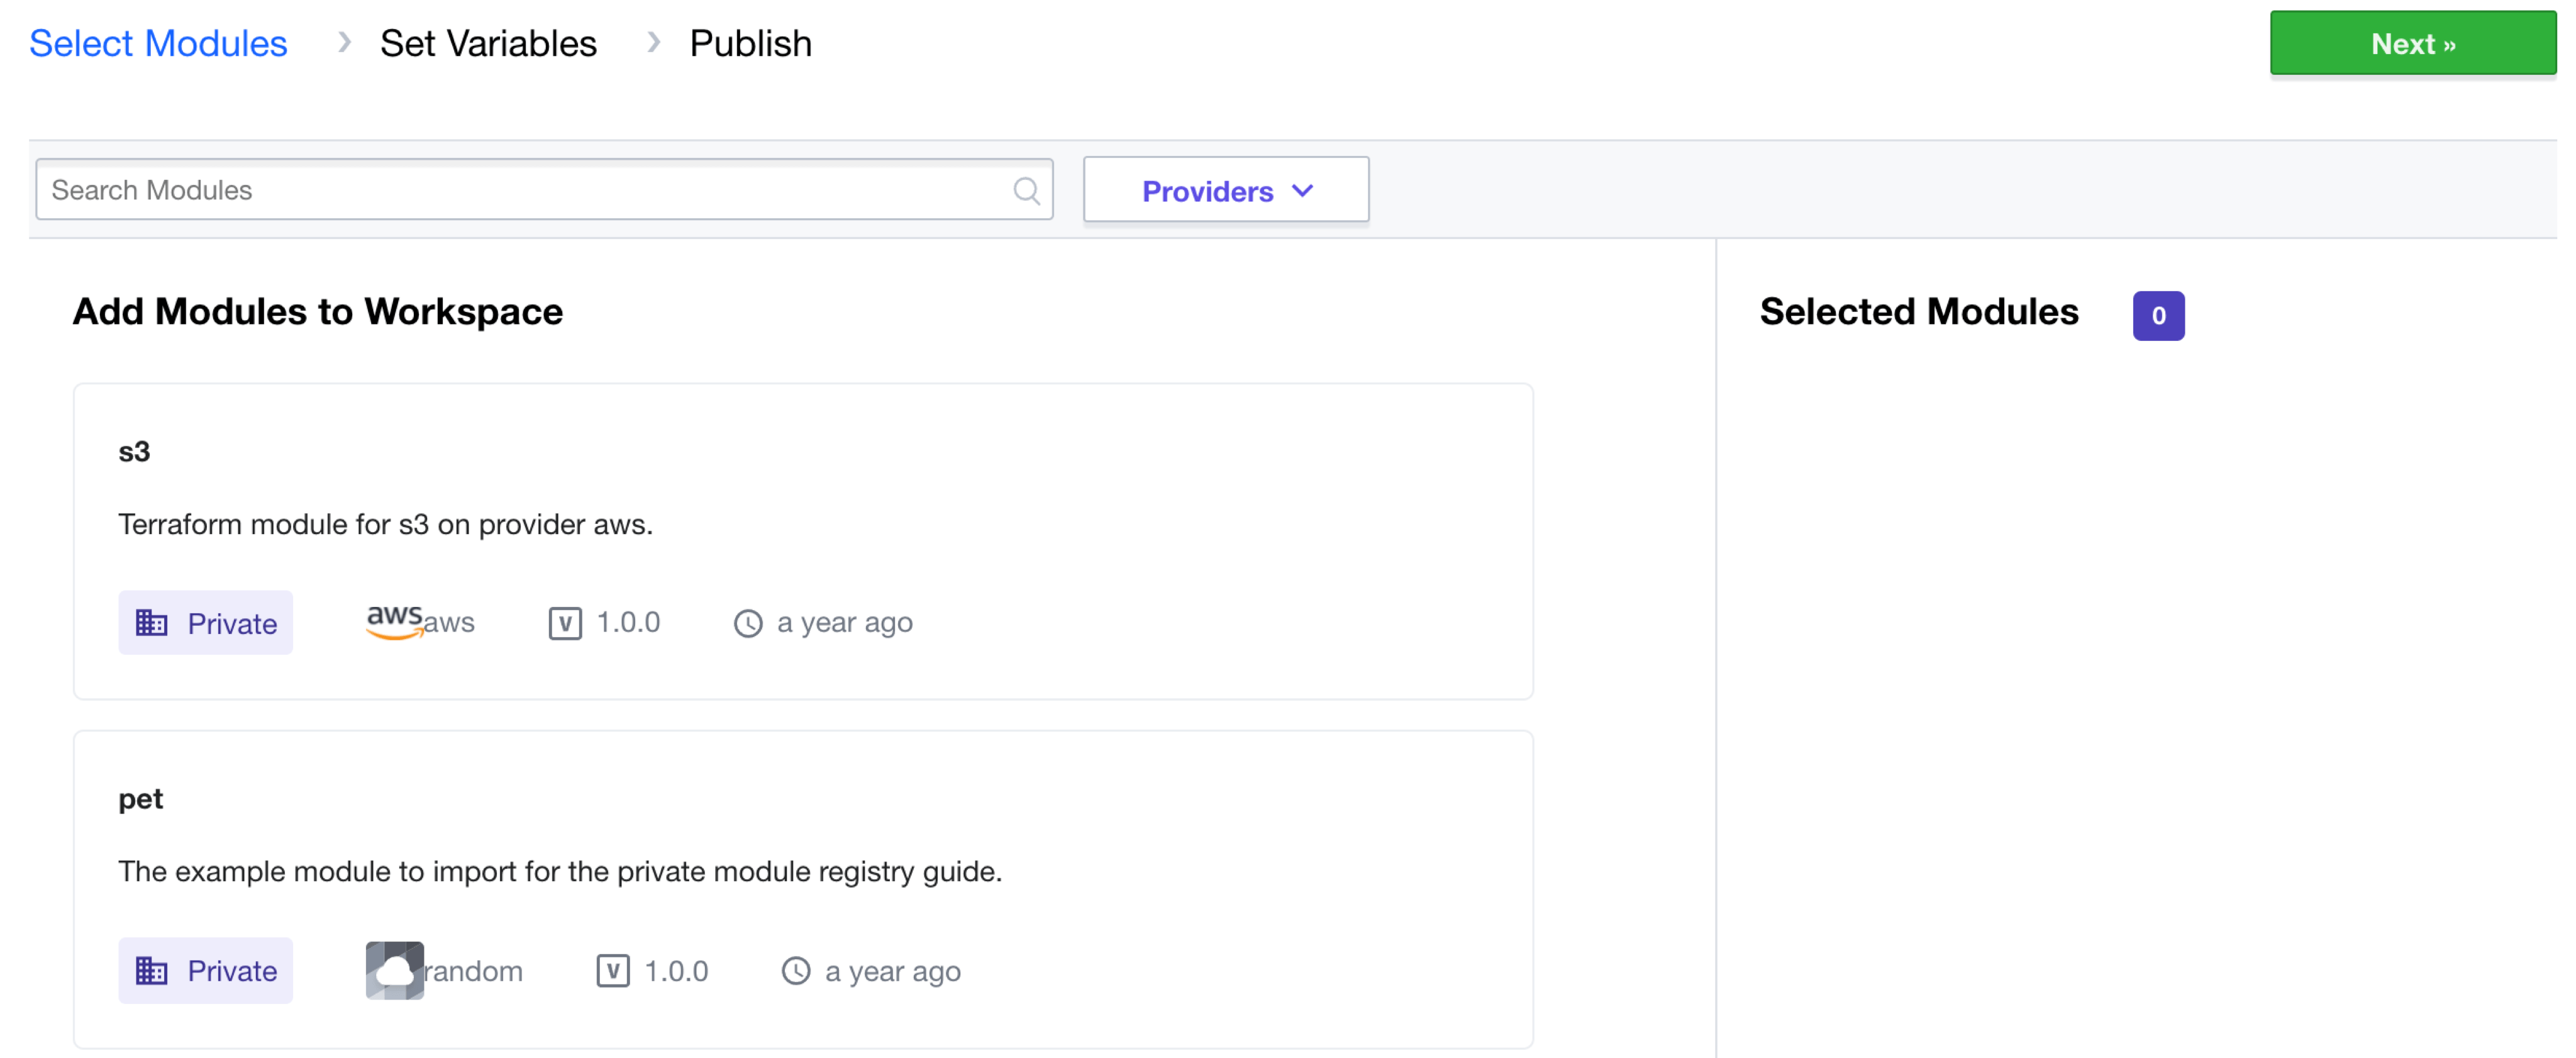 Select Modules › Set Variables › Publish
Next »
Search Modules
Providers
Add Modules to Workspace
Selected Modules 0
s3
Terraform module for s3 on provider aws.
Private aws aws V 1.0.0 a year ago
pet
The example module to import for the private module registry guide.
Private random V 1.0.0 a year ago